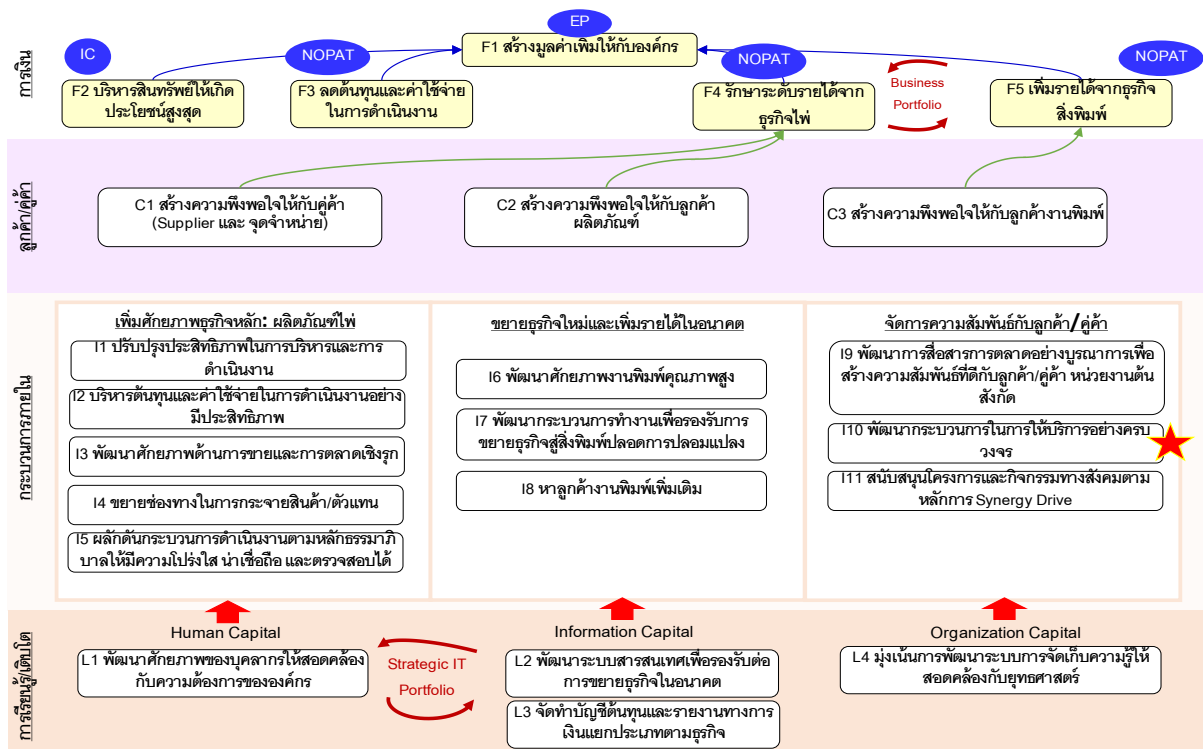 การเงิน
EP
F1 สร้างมูลค่าเพิ่มให้กับองค์กร
IC
NOPAT
NOPAT
NOPAT
F2 บริหารสินทรัพย์ให้เกิด
ประโยชน์สูงสุด
F3 ลดต้นทุนและค่าใช้จ่าย
ในการดำเนินงาน
F4 รักษาระดับรายได้จาก
ธุรกิจไพ่
Business
Portfolio
F5 เพิ่มรายได้จากธุรกิจ
สิ่งพิมพ์
ลูกค้า/คู่ค้า
C1 สร้างความพึงพอใจให้กับคู่ค้า
(Supplier และ จุดจำหน่าย)
C2 สร้างความพึงพอใจให้กับลูกค้า
ผลิตภัณฑ์
C3 สร้างความพึงพอใจให้กับลูกค้างานพิมพ์
กระบวนการภายใน
เพิ่มศักยภาพธุรกิจหลัก: ผลิตภัณฑ์ไพ่
I1 ปรับปรุงประสิทธิภาพในการบริหารและการ
ดำเนินงาน
I2 บริหารต้นทุนและค่าใช้จ่ายในการดำเนินงานอย่าง
มีประสิทธิภาพ
I3 พัฒนาศักยภาพด้านการขายและการตลาดเชิงรุก
I4 ขยายช่องทางในการกระจายสินค้า/ตัวแทน
I5 ผลักดันกระบวนการดำเนินงานตามหลักธรรมาภิ
บาลให้มีความโปร่งใส น่าเชื่อถือ และตรวจสอบได้
ขยายธุรกิจใหม่และเพิ่มรายได้ในอนาคต
I6 พัฒนาศักยภาพงานพิมพ์คุณภาพสูง
I7 พัฒนากระบวนการทำงานเพื่อรองรับการ
ขยายธุรกิจสู่สิ่งพิมพ์ปลอดการปลอมแปลง
I8 หาลูกค้างานพิมพ์เพิ่มเติม
จัดการความสัมพันธ์กับลูกค้า/คู่ค้า
I9 พัฒนาการสื่อสารการตลาดอย่างบูรณาการเพื่อ
สร้างความสัมพันธ์ที่ดีกับลูกค้า/คู่ค้า หน่วยงานต้น
สังกัด
I10 พัฒนากระบวนการในการให้บริการอย่างครบ
วงจร
I11 สนับสนุนโครงการและกิจกรรมทางสังคมตาม
หลักการ Synergy Drive
การเรียนรู้/เติบโต
Human Capital
L1 พัฒนาศักยภาพของบุคลากรให้สอดคล้อง
กับความต้องการขององค์กร
Strategic IT
Portfolio
Information Capital
L2 พัฒนาระบบสารสนเทศเพื่อรองรับต่อ
การขยายธุรกิจในอนาคต
L3 จัดทำบัญชีต้นทุนและรายงานทางการ
เงินแยกประเภทตามธุรกิจ
Organization Capital
L4 มุ่งเน้นการพัฒนาระบบการจัดเก็บความรู้ให้
สอดคล้องกับยุทธศาสตร์